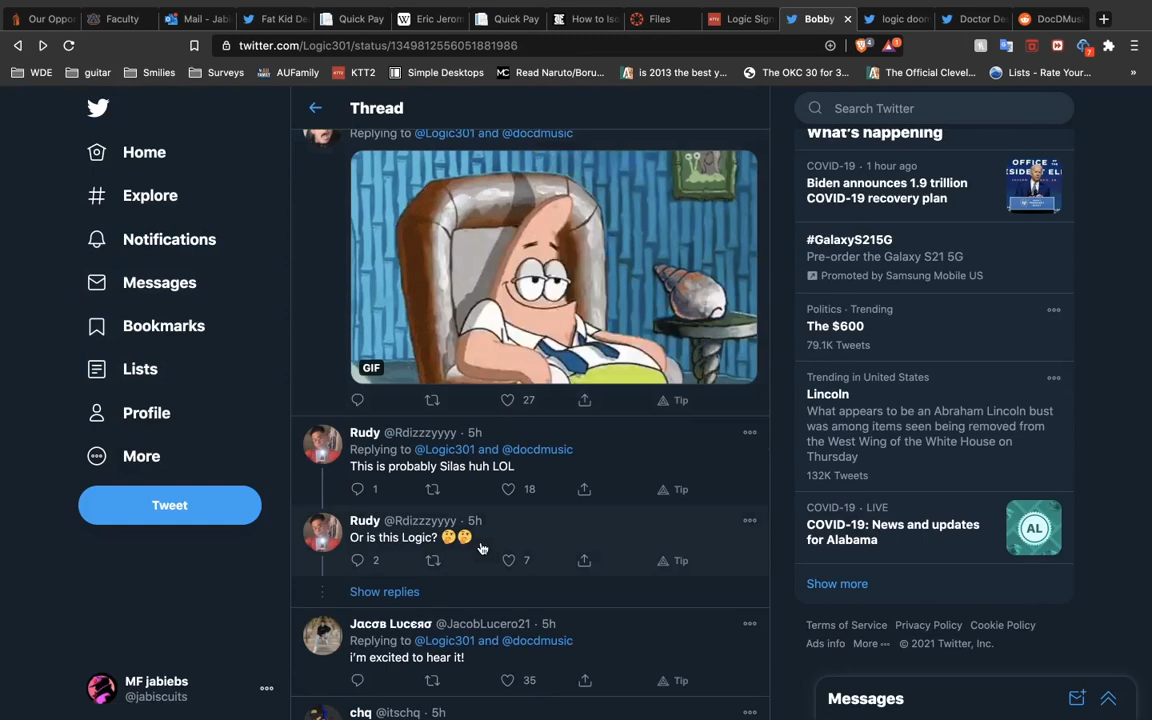 Our Oppo
Faculty
Mail - Jabi
Fat Kid De
Quick Pay
Eric Jerom
Quick Pay
How to Iso
Files
Logic Sign
Bobby
logic doon
Doctor De
DocDMus
twitter.com/Logic301/status/1349812556051881986
WDE
guitar
Smilies
Surveys
AUFamily
KTT2
Simple Desktops
Read Naruto/Boru...
is 2013 the best y...
The OKC 30 for 3...
The Official Clevel...
Lists - Rate Your...
Home
Explore
Notifications
Messages
Bookmarks
Lists
Profile
More
Tweet
MF jabiebs
@jabiscuits
Thread
Replying to @Logic301 and @docdmusic
GIF
27
Tip
Rudy @Rdizzzyyyy · 5h
Replying to @Logic301 and @docdmusic
This is probably Silas huh LOL
1
18
Tip
Rudy @Rdizzzyyyy · 5h
Or is this Logic? 🤔🤔
2
7
Tip
Show replies
Jαcσв Lυcєяσ @JacobLucero21 · 5h
Replying to @Logic301 and @docdmusic
i'm excited to hear it!
35
Tip
chq @itschq · 5h
Search Twitter
What's happening
COVID-19 · 1 hour ago
Biden announces 1.9 trillion
COVID-19 recovery plan
#GalaxyS215G
Pre-order the Galaxy S21 5G
Promoted by Samsung Mobile US
Politics · Trending
The $600
79.1K Tweets
Trending in United States
Lincoln
What appears to be an Abraham Lincoln bust
was among items seen being removed from
the West Wing of the White House on
Thursday
132K Tweets
COVID-19 · LIVE
COVID-19: News and updates
for Alabama
AL
Show more
Terms of Service Privacy Policy Cookie Policy
Ads info More © 2021 Twitter, Inc.
Messages